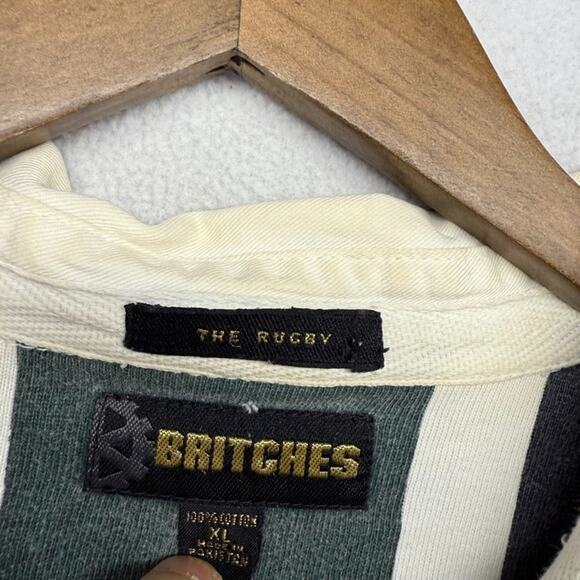 THE RUGBY
BRITCHES
100% COTTON
XL
MADE IN
PAKISTAN